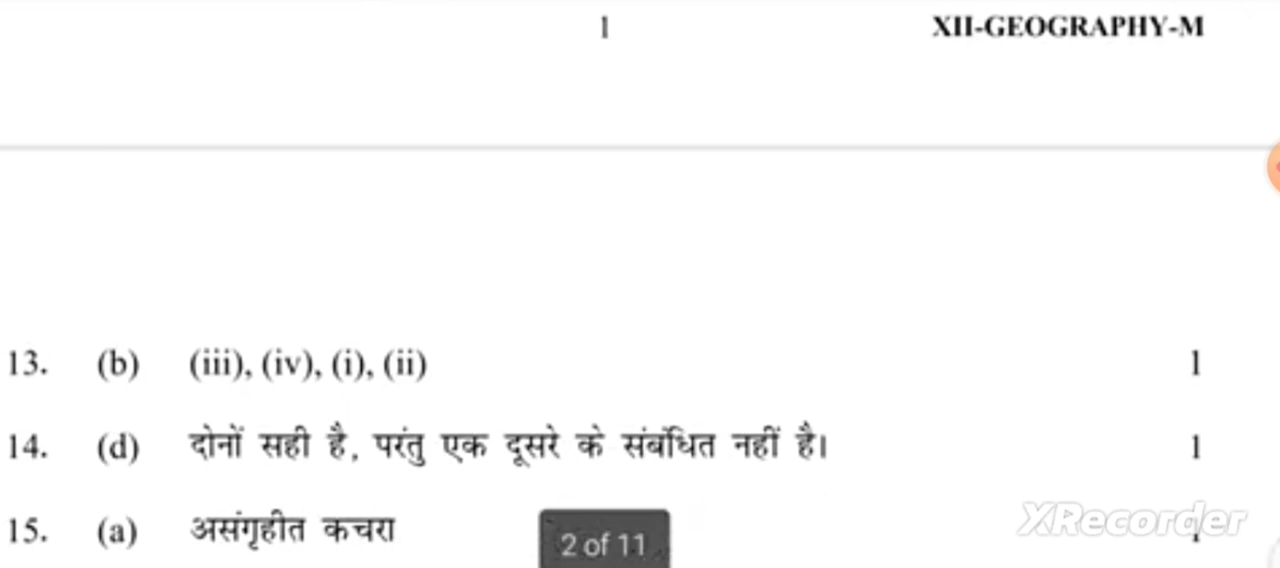 1 XII-GEOGRAPHY-M
13. (b) (iii), (iv), (i), (ii) 1
14. (d) दोनों सही है, परंतु एक दूसरे के संबंधित नहीं है। 1
15. (a) असंगृहीत कचरा 1
2 of 11
XRecorder